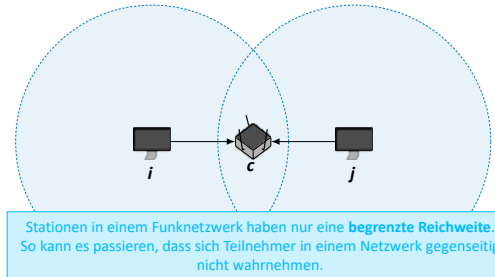 i
c
j
Stationen in einem Funknetzwerk haben nur eine begrenzte Reichweite.
So kann es passieren, dass sich Teilnehmer in einem Netzwerk gegenseitig
nicht wahrnehmen.